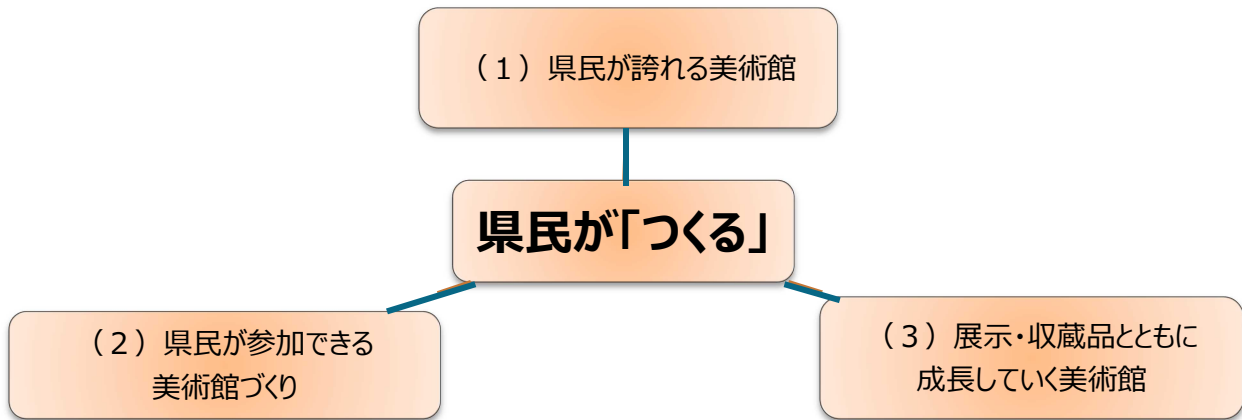 （１）県民が誇れる美術館
県民が「つくる」
（２）県民が参加できる
美術館づくり
（３）展示・収蔵品とともに
成長していく美術館